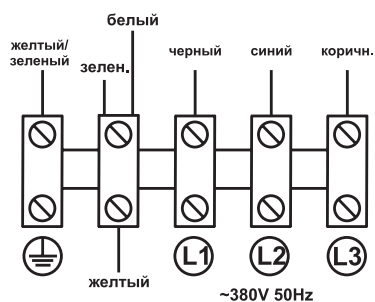 белый
желтый/
зеленый
зелен.
черный
синий
коричн.
желтый
L1
L2
L3
~380V 50Hz